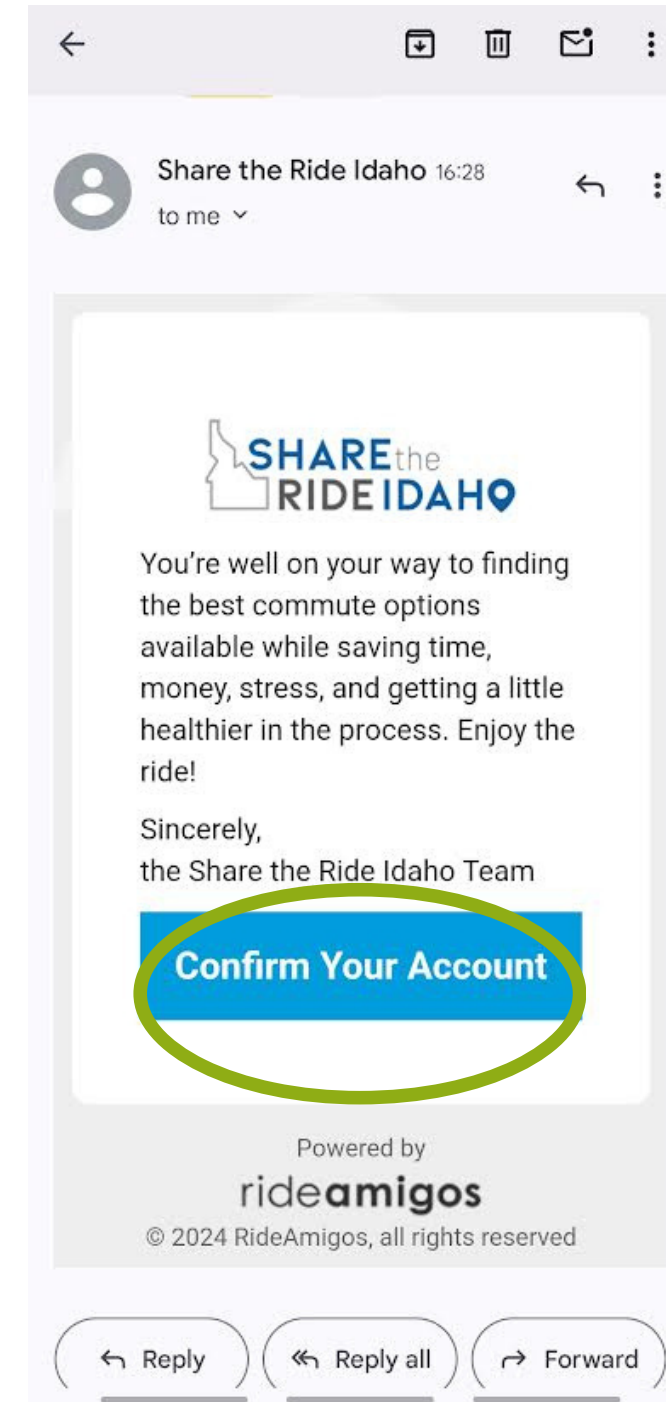 Share the Ride Idaho 16:28
to me
SHARE the
RIDE IDAHO
You’re well on your way to finding
the best commute options
available while saving time,
money, stress, and getting a little
healthier in the process. Enjoy the
ride!
Sincerely,
the Share the Ride Idaho Team
Confirm Your Account
Powered by
rideamigos
© 2024 RideAmigos, all rights reserved
Reply Reply all Forward